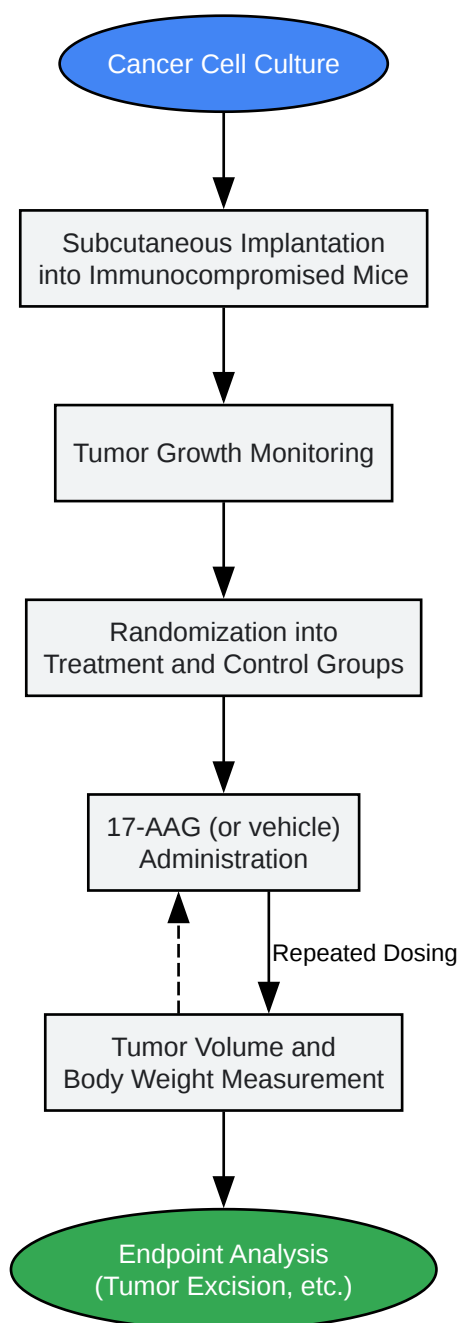 Cancer Cell Culture
Subcutaneous Implantation
into Immunocompromised Mice
Tumor Growth Monitoring
Randomization into
Treatment and Control Groups
17-AAG (or vehicle)
Administration
Repeated Dosing
Tumor Volume and
Body Weight Measurement
Endpoint Analysis
(Tumor Excision, etc.)